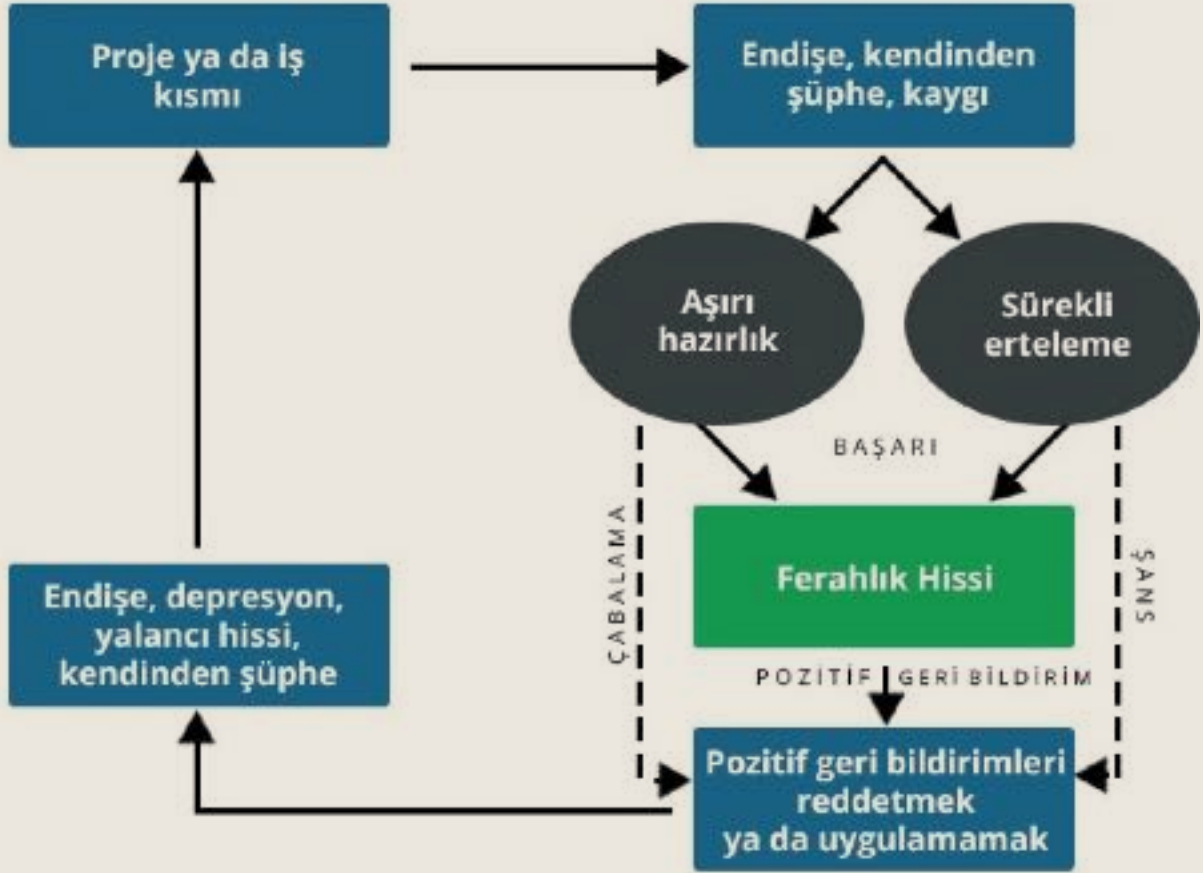 Proje ya da iş
kısmı
Endişe, kendinden
şüphe, kaygı
Aşırı
hazırlık
Sürekli
erteleme
BAŞARI
ÇABALAMA
Ferahlık Hissi
ŞANS
POZİTİF GERİ BİLDİRİM
Pozitif geri bildirimleri
reddetmek
ya da uygulamamak
Endişe, depresyon,
yalancı hissi,
kendinden şüphe